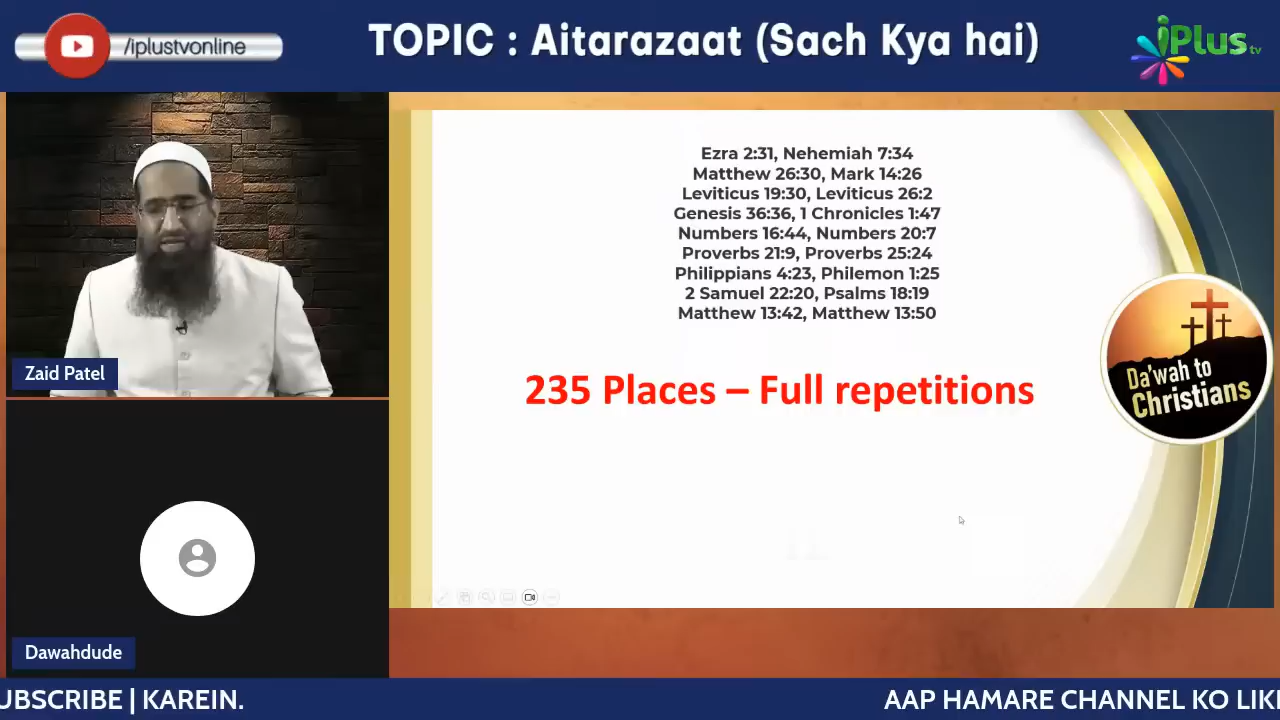 /iplustvonline
TOPIC : Aitarazaat (Sach Kya hai)
iPlus tv
Zaid Patel
Dawahdude
Ezra 2:31, Nehemiah 7:34
Matthew 26:30, Mark 14:26
Leviticus 19:30, Leviticus 26:2
Genesis 36:36, 1 Chronicles 1:47
Numbers 16:44, Numbers 20:7
Proverbs 21:9, Proverbs 25:24
Philippians 4:23, Philemon 1:25
2 Samuel 22:20, Psalms 18:19
Matthew 13:42, Matthew 13:50
235 Places – Full repetitions
Da'wah to
Christians
UBSCRIBE | KAREIN.
AAP HAMARE CHANNEL KO LIK